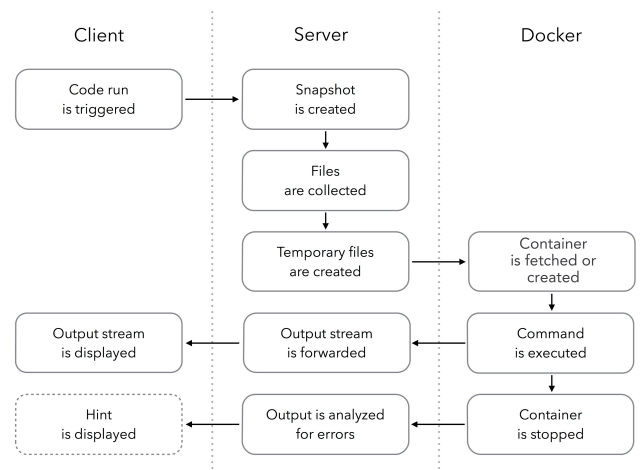 Client
Server
Docker
Code run
is triggered
Snapshot
is created
Files
are collected
Temporary files
are created
Container
is fetched or
created
Output stream
is displayed
Output stream
is forwarded
Command
is executed
Hint
is displayed
Output is analyzed
for errors
Container
is stopped